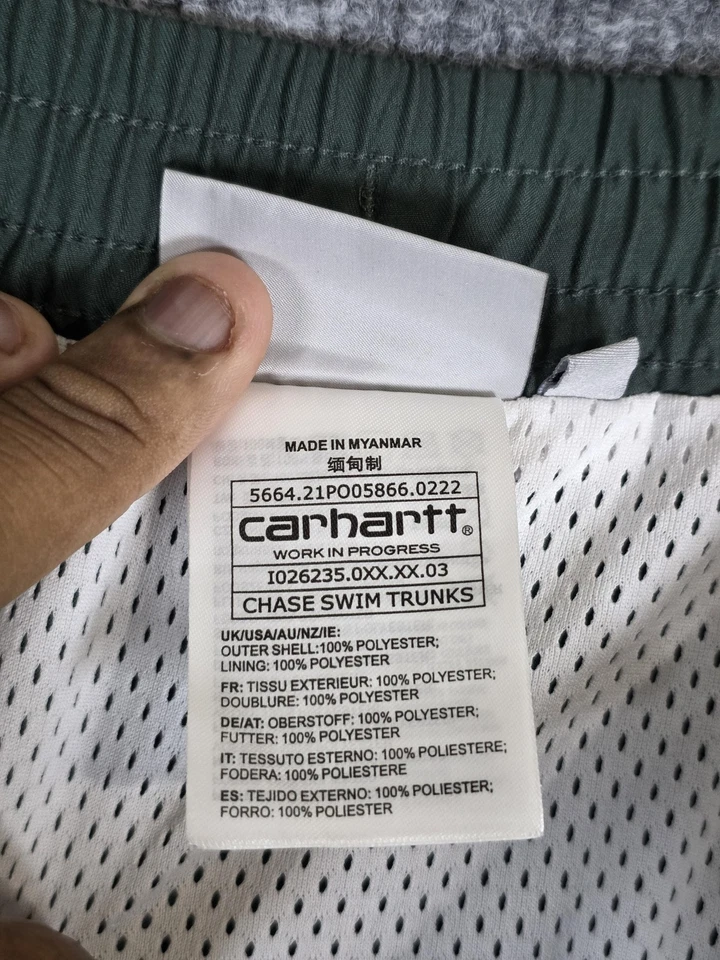 MADE IN MYANMAR
缅甸制
5664.21PO05866.0222
carhartt®
WORK IN PROGRESS
I026235.0XX.XX.03
CHASE SWIM TRUNKS
UK/USA/AU/NZ/IE:
OUTER SHELL:100% POLYESTER;
LINING: 100% POLYESTER
FR: TISSU EXTERIEUR: 100% POLYESTER;
DOUBLURE: 100% POLYESTER
DE/AT: OBERSTOFF: 100% POLYESTER;
FUTTER: 100% POLYESTER
IT: TESSUTO ESTERNO: 100% POLIESTERE;
FODERA: 100% POLIESTERE
ES: TEJIDO EXTERNO: 100% POLIESTER;
FORRO: 100% POLIESTER